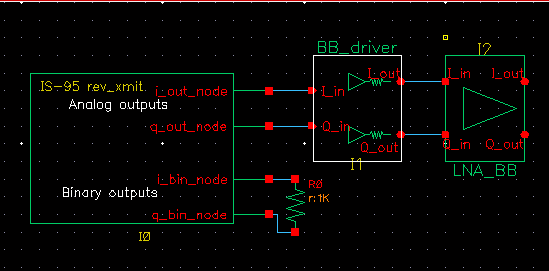 BB_driver
I2
IS-95 rev_xmit
i_out_node
I_in
I_out
I_in
I_out
Analog outputs
q_out_node
Q_in
Q_out
Q_in
Q_out
I1
LNA_BB
i_bin_node
R0
r:1K
Binary outputs
q_bin_node
I0